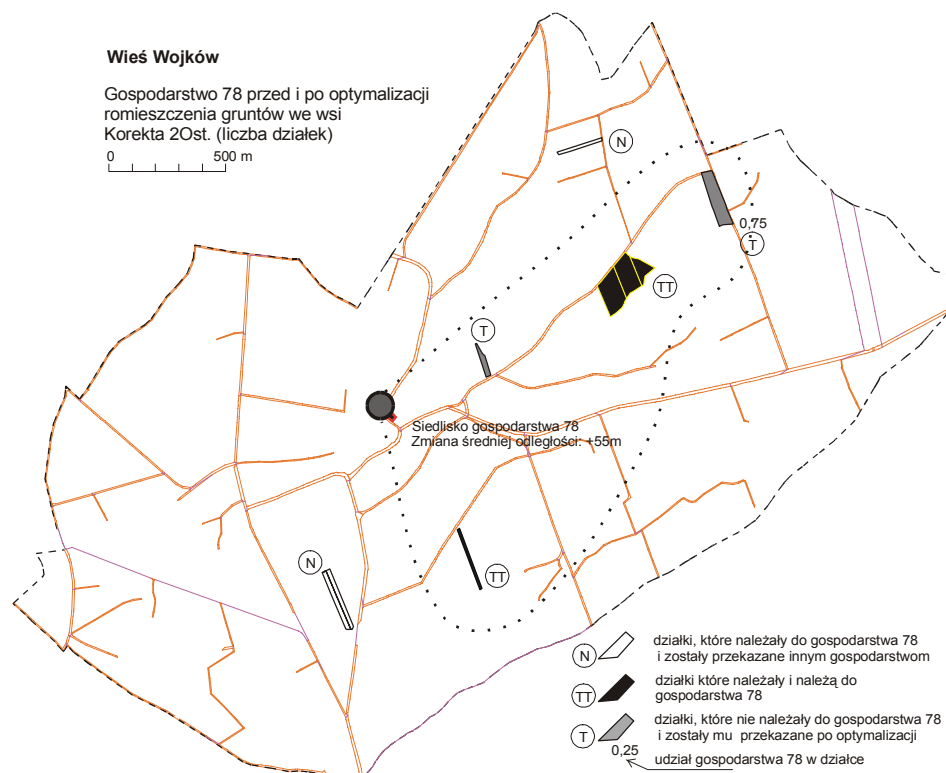 Wieś Wojków
Gospodarstwo 78 przed i po optymalizacji
romieszczenia gruntów we wsi
Korekta 2Ost. (liczba działek)
0 500 m
N
0,75
T
TT
T
Siedlisko gospodarstwa 78
Zmiana średniej odległości: +55m
N
TT
N działki, które należały do gospodarstwa 78
i zostały przekazane innym gospodarstwom
TT działki które należały i należą do
gospodarstwa 78
T działki, które nie należały do gospodarstwa 78
i zostały mu przekazane po optymalizacji
0,25 udział gospodarstwa 78 w działce